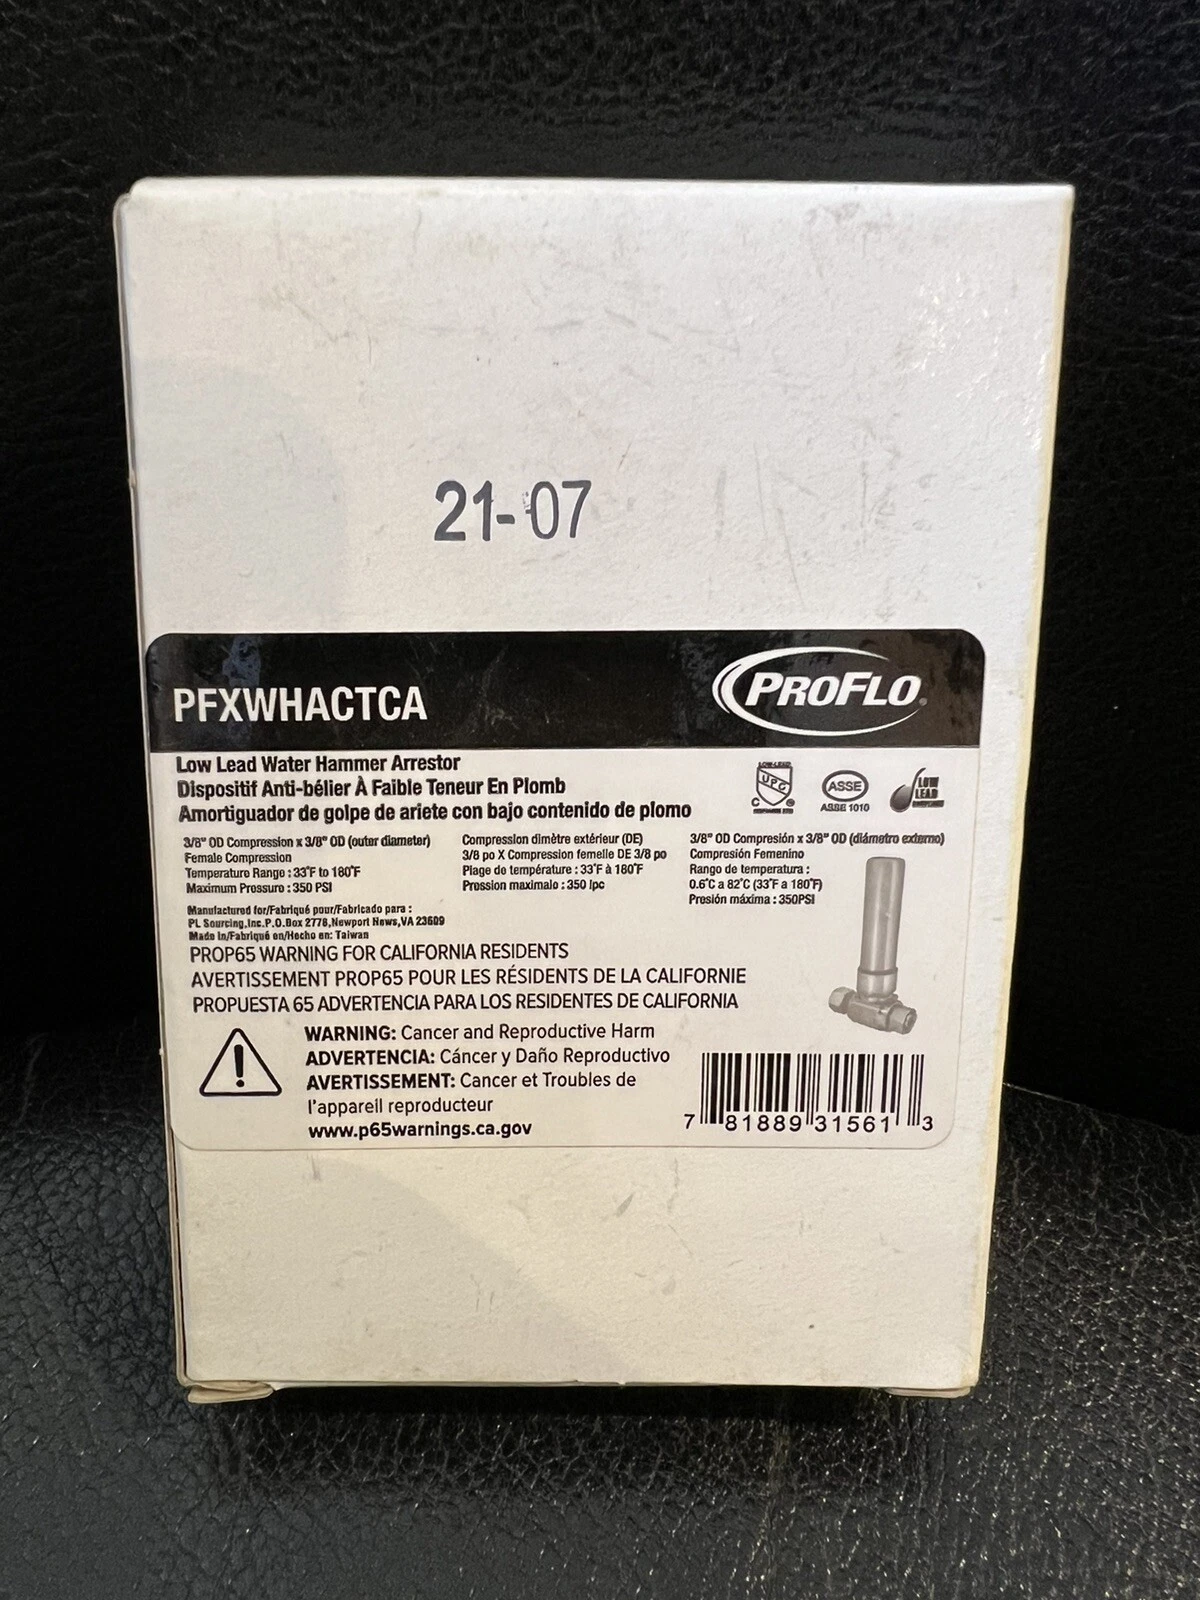 21-07
PFXWHACTCA
PROFLO®
Low Lead Water Hammer Arrestor
Dispositif Anti-bélier À Faible Teneur En Plomb
Amortiguador de golpe de ariete con bajo contenido de plomo
LOW-LEAD
UPC
C
ASSE
ASSE 1010
LOW
LEAD
3/8" OD Compression x 3/8" OD (outer diameter)
Female Compression
Temperature Range : 33°F to 180°F
Maximum Pressure : 350 PSI
Compression dimètre extérieur (DE)
3/8 po X Compression femelle DE 3/8 po
Plage de température : 33°F à 180°F
Pression maximale : 350 lpc
3/8" OD Compresión x 3/8" OD (diámetro externo)
Compresión Femenino
Rango de temperatura :
0.6°C a 82°C (33°F a 180°F)
Presión máxima : 350PSI
Manufactured for/Fabriqué pour/Fabricado para :
PL Sourcing,Inc.P.O.Box 2778,Newport News,VA 23609
Made In/Fabriqué en/Hecho en: Taiwan
PROP65 WARNING FOR CALIFORNIA RESIDENTS
AVERTISSEMENT PROP65 POUR LES RÉSIDENTS DE LA CALIFORNIE
PROPUESTA 65 ADVERTENCIA PARA LOS RESIDENTES DE CALIFORNIA
WARNING: Cancer and Reproductive Harm
ADVERTENCIA: Cáncer y Daño Reproductivo
AVERTISSEMENT: Cancer et Troubles de
l'appareil reproducteur
www.p65warnings.ca.gov
7 81889 31561 3